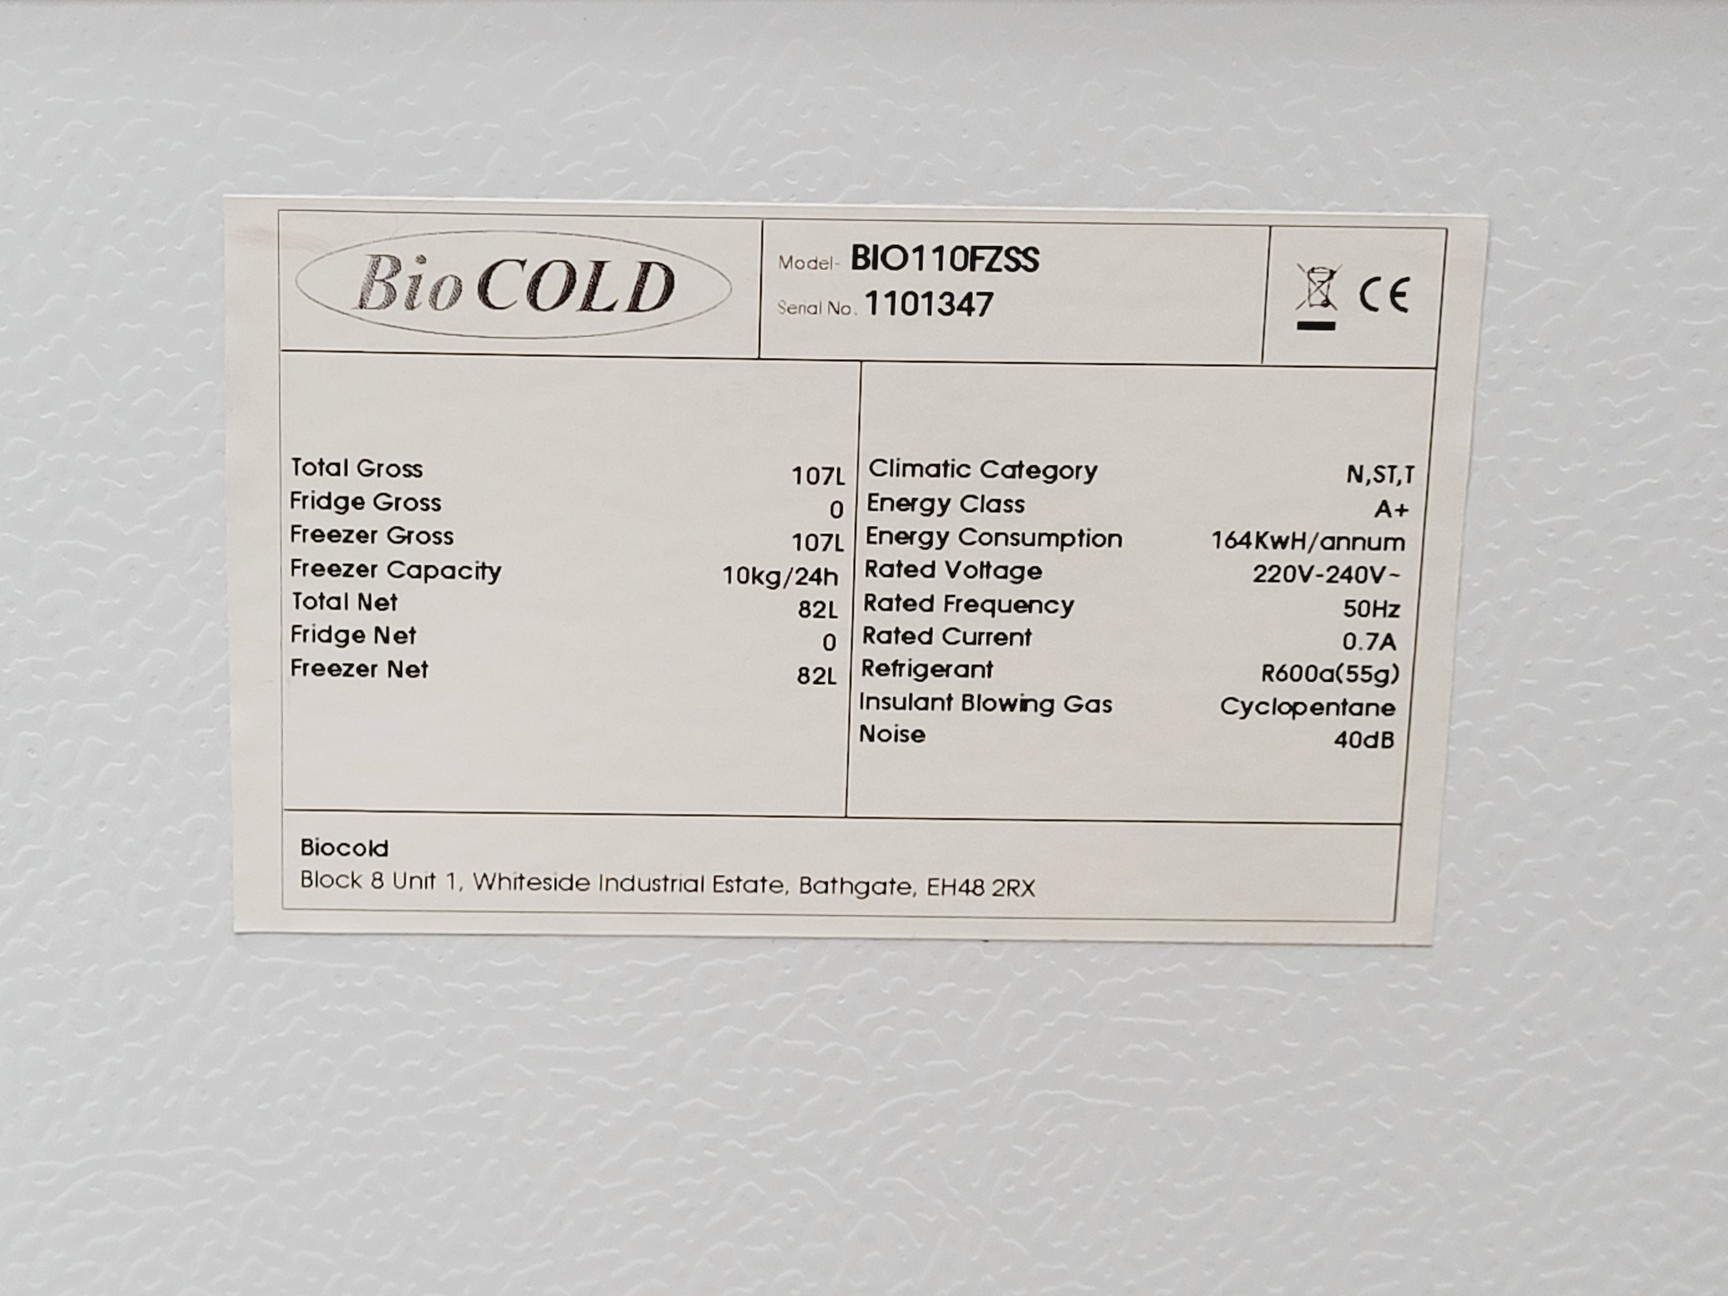 BioCOLD
Model- BIO110FZSS
Serial No. 1101347
CE
Total Gross 107L
Fridge Gross 0
Freezer Gross 107L
Freezer Capacity 10kg/24h
Total Net 82L
Fridge Net 0
Freezer Net 82L
Climatic Category N,ST,T
Energy Class A+
Energy Consumption 164KwH/annum
Rated Voltage 220V-240V~
Rated Frequency 50Hz
Rated Current 0.7A
Refrigerant R600a(55g)
Insulant Blowing Gas Cyclopentane
Noise 40dB
Biocold
Block 8 Unit 1, Whiteside Industrial Estate, Bathgate, EH48 2RX